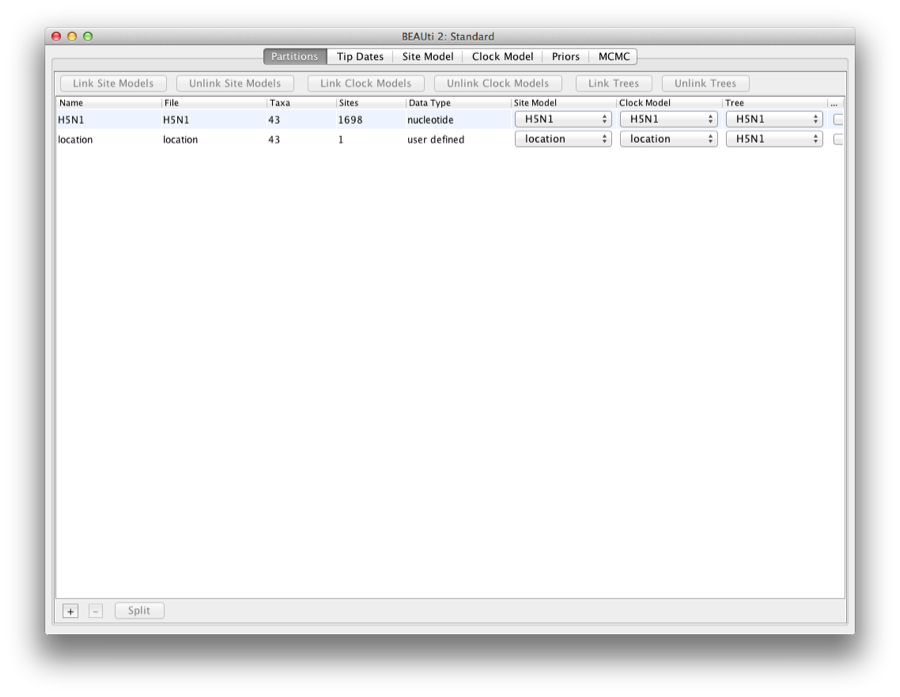 BEAUti 2: Standard
Partitions Tip Dates Site Model Clock Model Priors MCMC
Link Site Models Unlink Site Models Link Clock Models Unlink Clock Models Link Trees Unlink Trees
Name File Taxa Sites Data Type Site Model Clock Model Tree ...
H5N1 H5N1 43 1698 nucleotide H5N1 H5N1 H5N1
location location 43 1 user defined location location H5N1
+ - Split